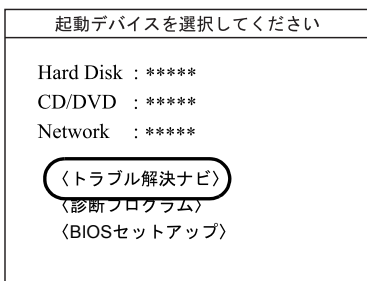 起動デバイスを選択してください
Hard Disk : *****
CD/DVD : *****
Network : *****
〈トラブル解決ナビ〉
〈診断プログラム〉
〈BIOSセットアップ〉